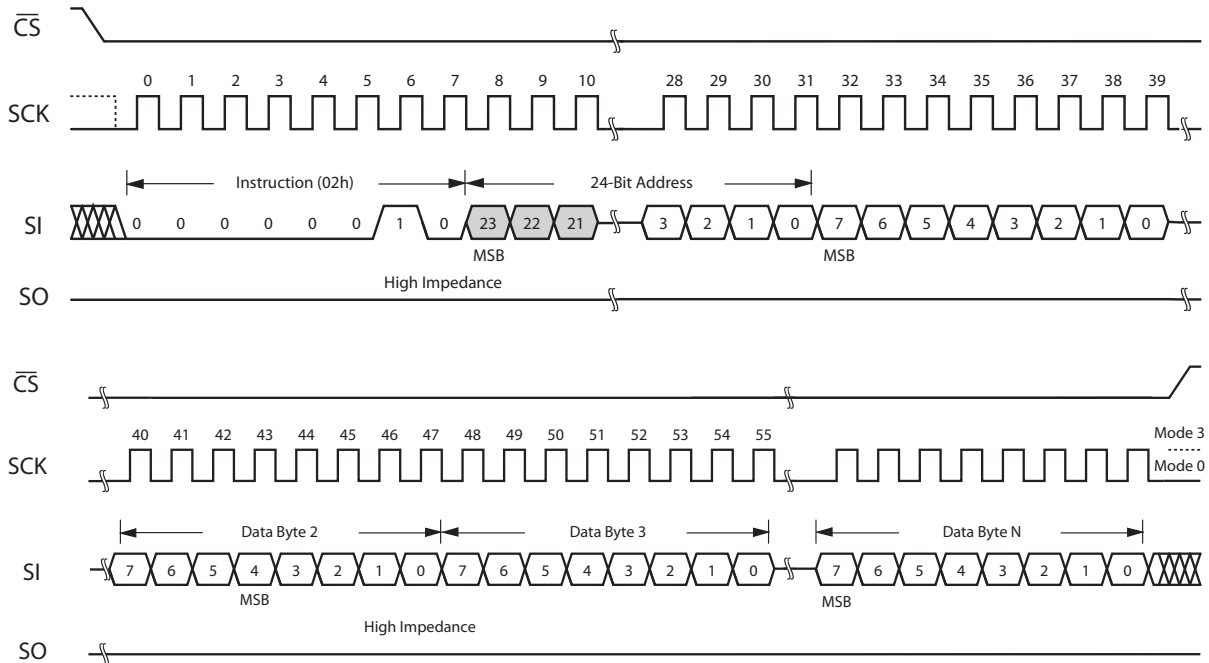 CS
0 1 2 3 4 5 6 7 8 9 10 28 29 30 31 32 33 34 35 36 37 38 39
SCK
Instruction (02h) 24-Bit Address
SI 0 0 0 0 0 0 1 0 23 22 21 3 2 1 0 7 6 5 4 3 2 1 0
MSB MSB
High Impedance
SO
CS
40 41 42 43 44 45 46 47 48 49 50 51 52 53 54 55 Mode 3
SCK Mode 0
Data Byte 2 Data Byte 3 Data Byte N
SI 7 6 5 4 3 2 1 0 7 6 5 4 3 2 1 0 7 6 5 4 3 2 1 0
MSB MSB
High Impedance
SO